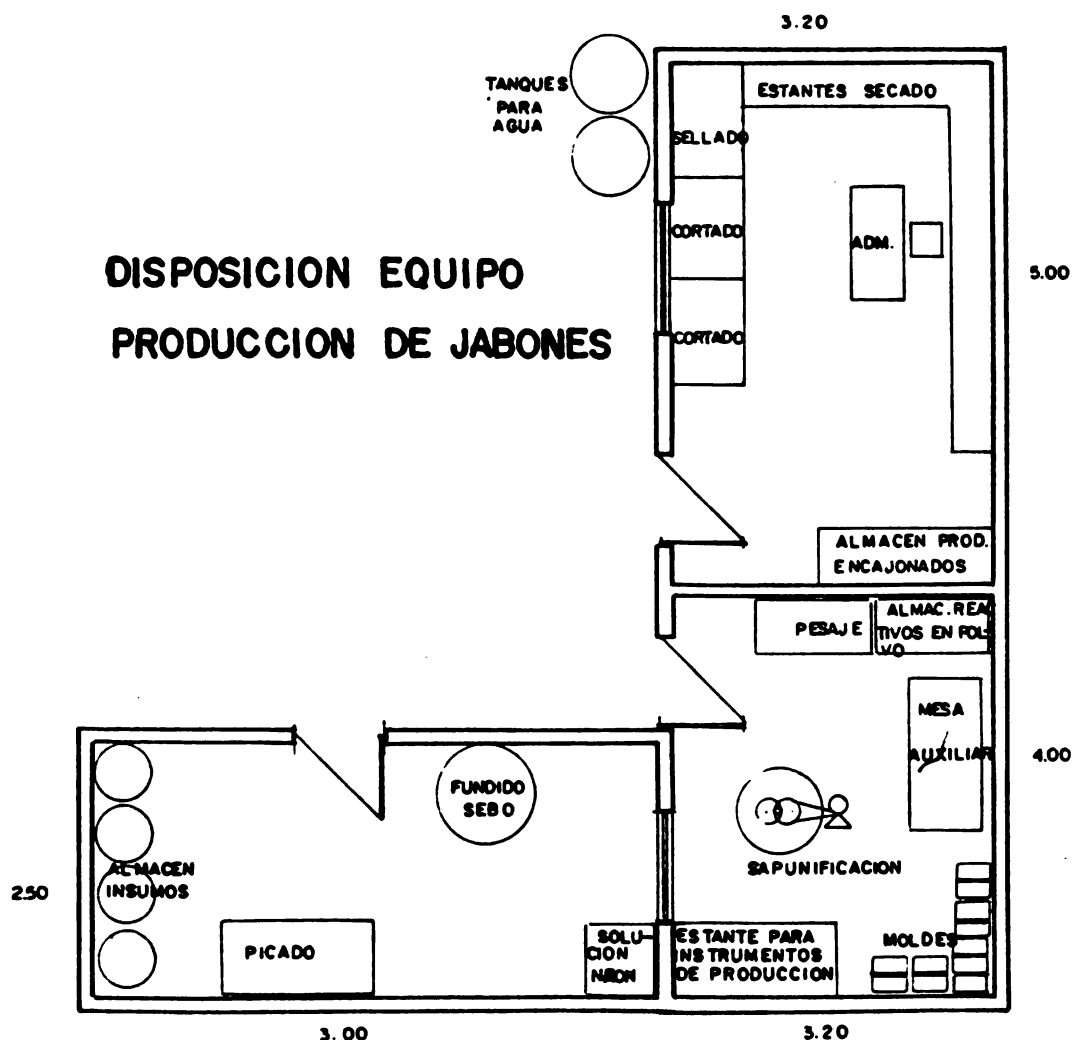 3.20
TANQUES
PARA
AGUA
ESTANTES SECADO
SELLADO
CORTADO
ADM.
DISPOSICION EQUIPO
5.00
PRODUCCION DE JABONES
CORTADO
ALMACEN PROD.
ENCAJONADOS
PESAJE
ALMAC. REAC
TIVOS EN POL-
VO
MESA
AUXILIAR
4.00
FUNDIDO
SEBO
SAPUNIFICACION
ALMACEN
INSUMOS
2.50
PICADO
SOLU-
CION
ESTANTE PARA
INSTRUMENTOS
DE PRODUCCION
MOLDES
3.00
3.20